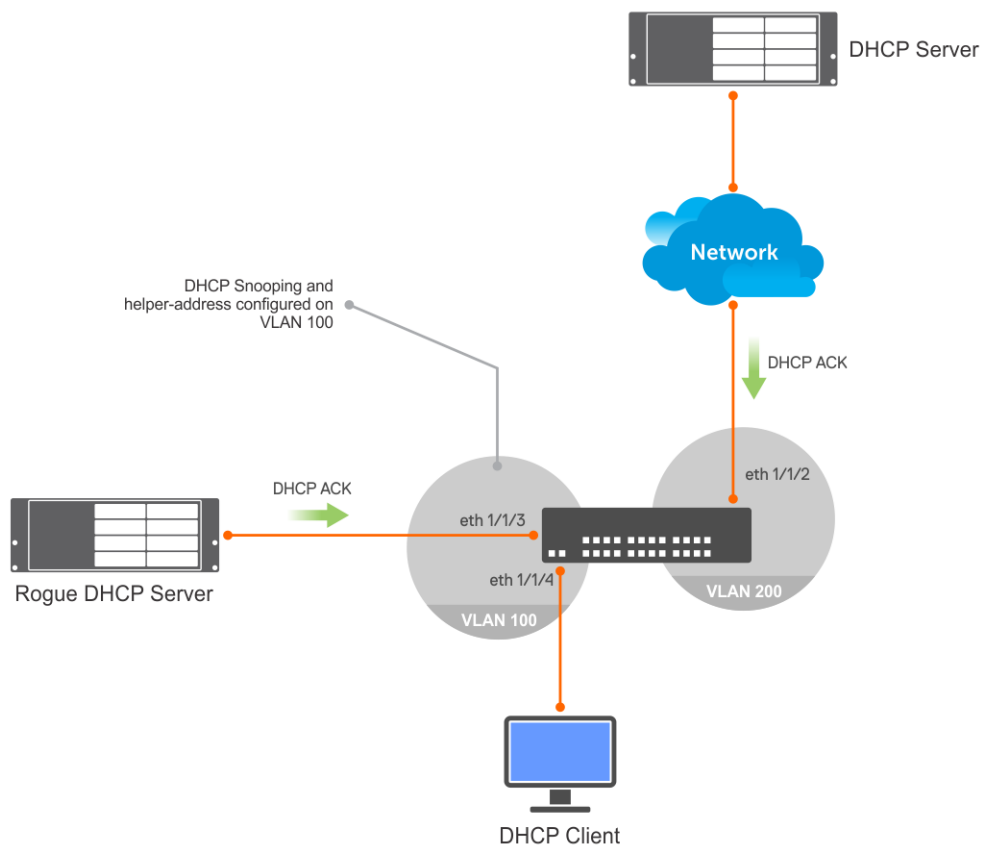 DHCP Server
Network
DHCP Snooping and
helper-address configured on
VLAN 100
DHCP ACK
eth 1/1/2
DHCP ACK
eth 1/1/3
eth 1/1/4
Rogue DHCP Server
VLAN 200
VLAN 100
DHCP Client